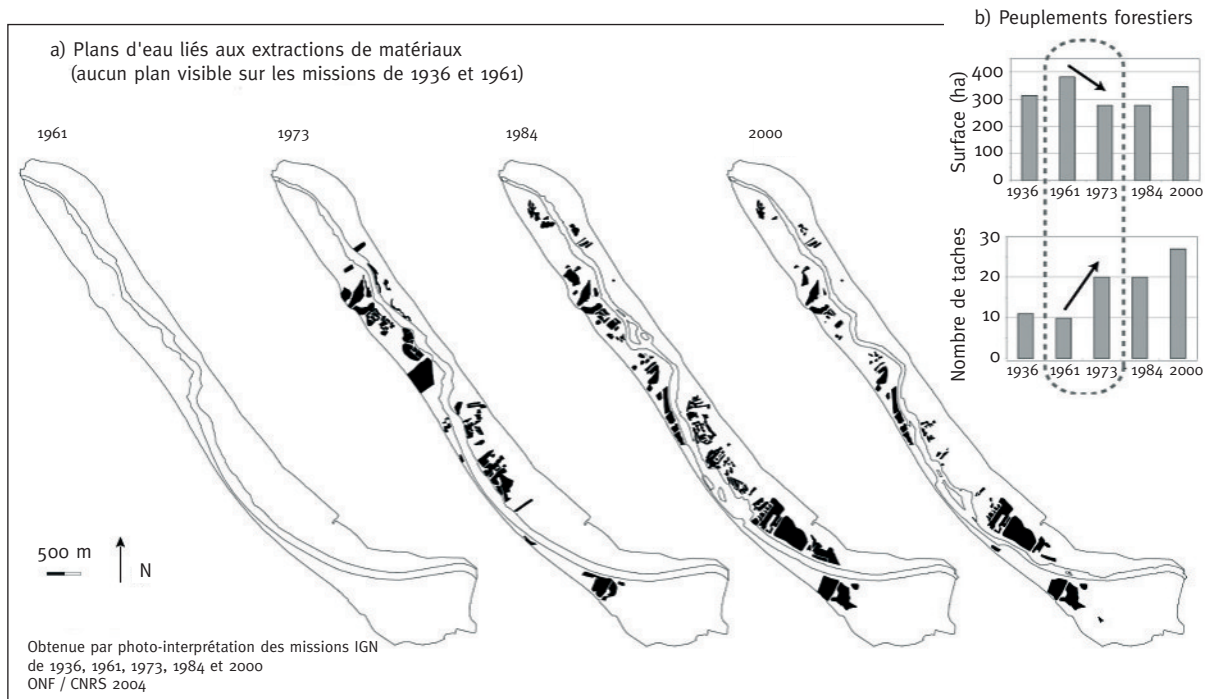 a) Plans d'eau liés aux extractions de matériaux
(aucun plan visible sur les missions de 1936 et 1961)
1961
1973
1984
2000
500 m
N
Obtenue par photo-interprétation des missions IGN
de 1936, 1961, 1973, 1984 et 2000
ONF / CNRS 2004
b) Peuplements forestiers
Surface (ha)
400
300
200
100
0
1936 1961 1973 1984 2000
Nombre de taches
30
20
10
0
1936 1961 1973 1984 2000